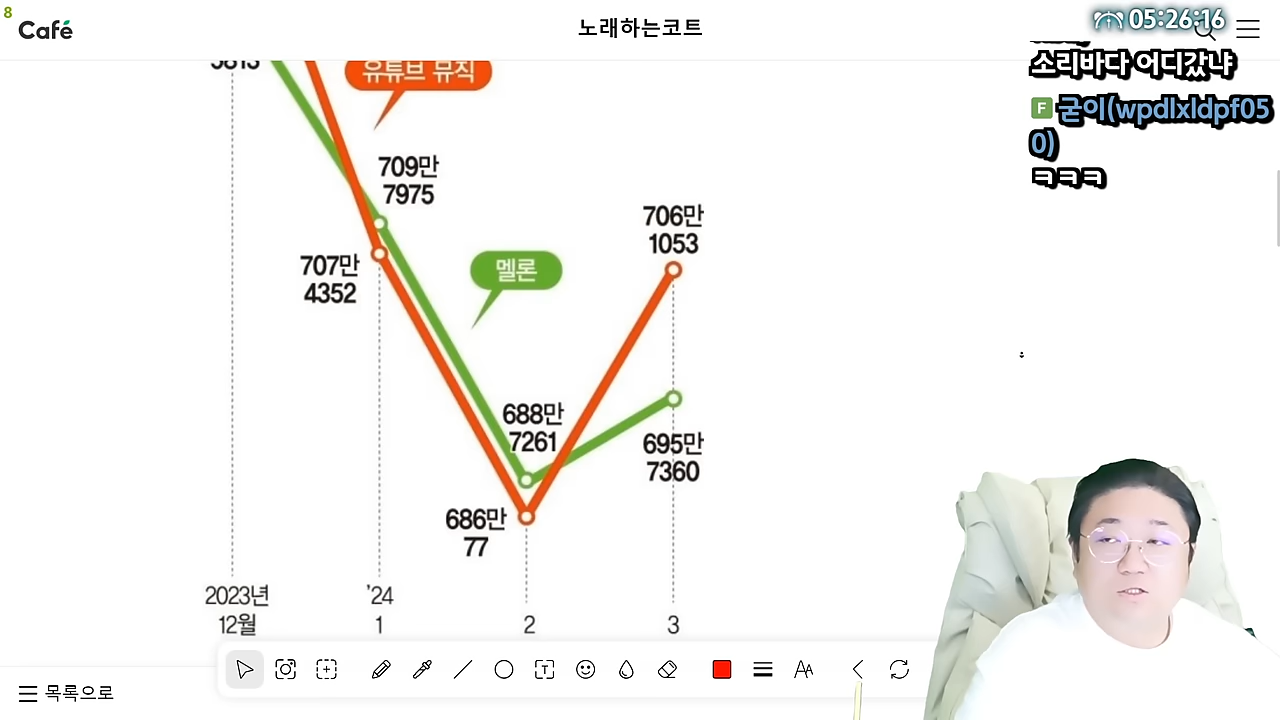 8
Café
노래하는코트
05:26:16
소리바다 어디갔냐
F 굳이(wpdlxldpf05
0)
ㅋㅋㅋ
유튜브 뮤직
709만
7975
706만
1053
멜론
707만
4352
688만
7261
695만
7360
686만
77
2023년
12월
'24
1
2
3
T
AA
목록으로